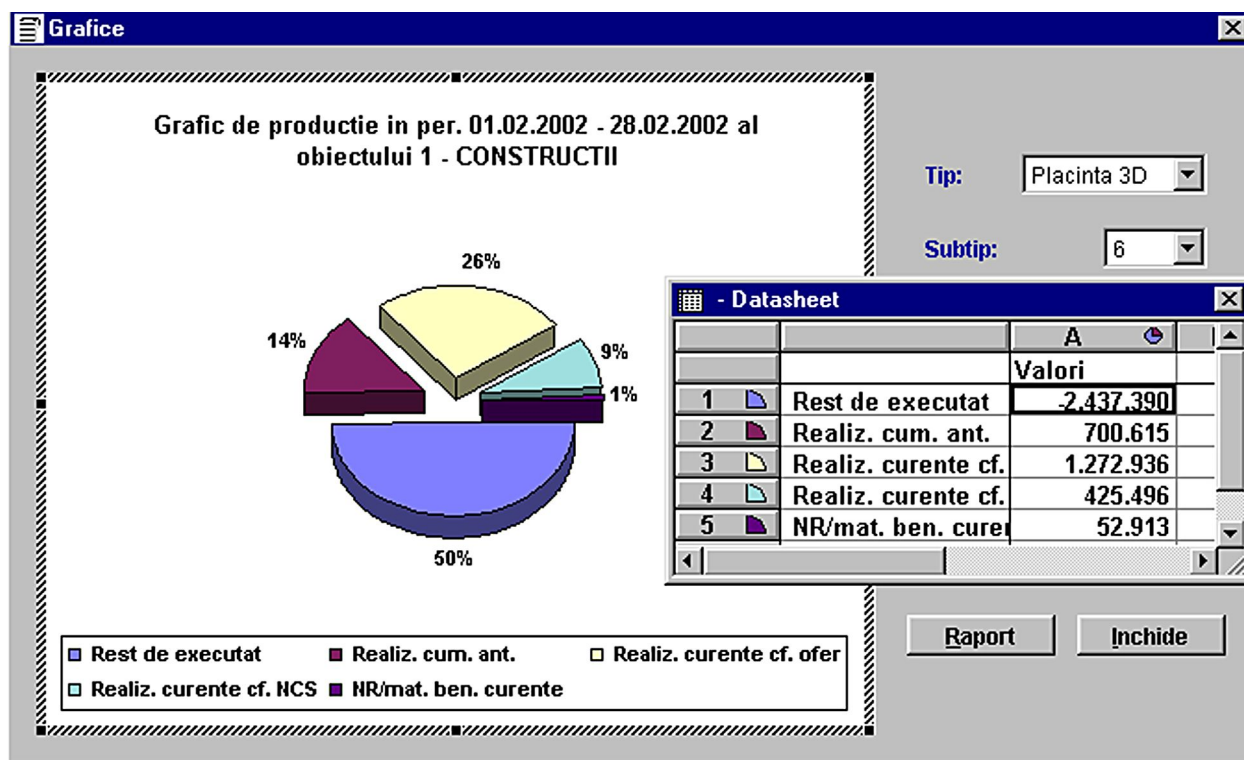 Grafice
Grafic de productie in per. 01.02.2002 - 28.02.2002 al
obiectului 1 - CONSTRUCTII
Tip:
Placinta 3D
Subtip:
6
26%
14%
9%
1%
50%
- Datasheet
A
Valori
1 Rest de executat -2.437.390
2 Realiz. cum. ant. 700.615
3 Realiz. curente cf. 1.272.936
4 Realiz. curente cf. 425.496
5 NR/mat. ben. curen 52.913
Rest de executat Realiz. cum. ant. Realiz. curente cf. ofer
Realiz. curente cf. NCS NR/mat. ben. curente
Raport
Inchide